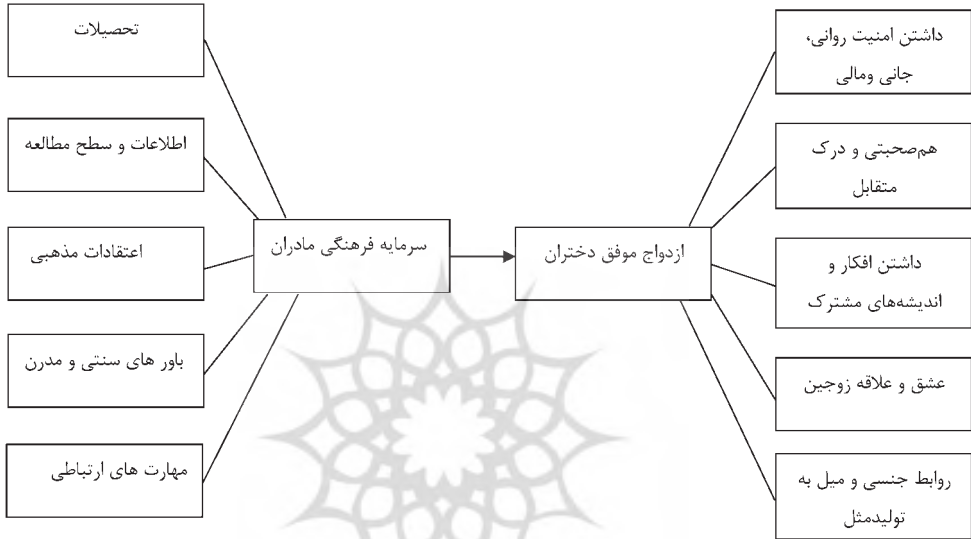 تحصیلات
اطلاعات و سطح مطالعه
اعتقادات مذهبی
باور های سنتی و مدرن
مهارت های ارتباطی
سرمایه فرهنگی مادران
ازدواج موفق دختران
داشتن امنیت روانی،
جانی ومالی
هم‌صحبتی و درک
متقابل
داشتن افکار و
اندیشه‌های مشترک
عشق و علاقه زوجین
روابط جنسی و میل به
تولیدمثل